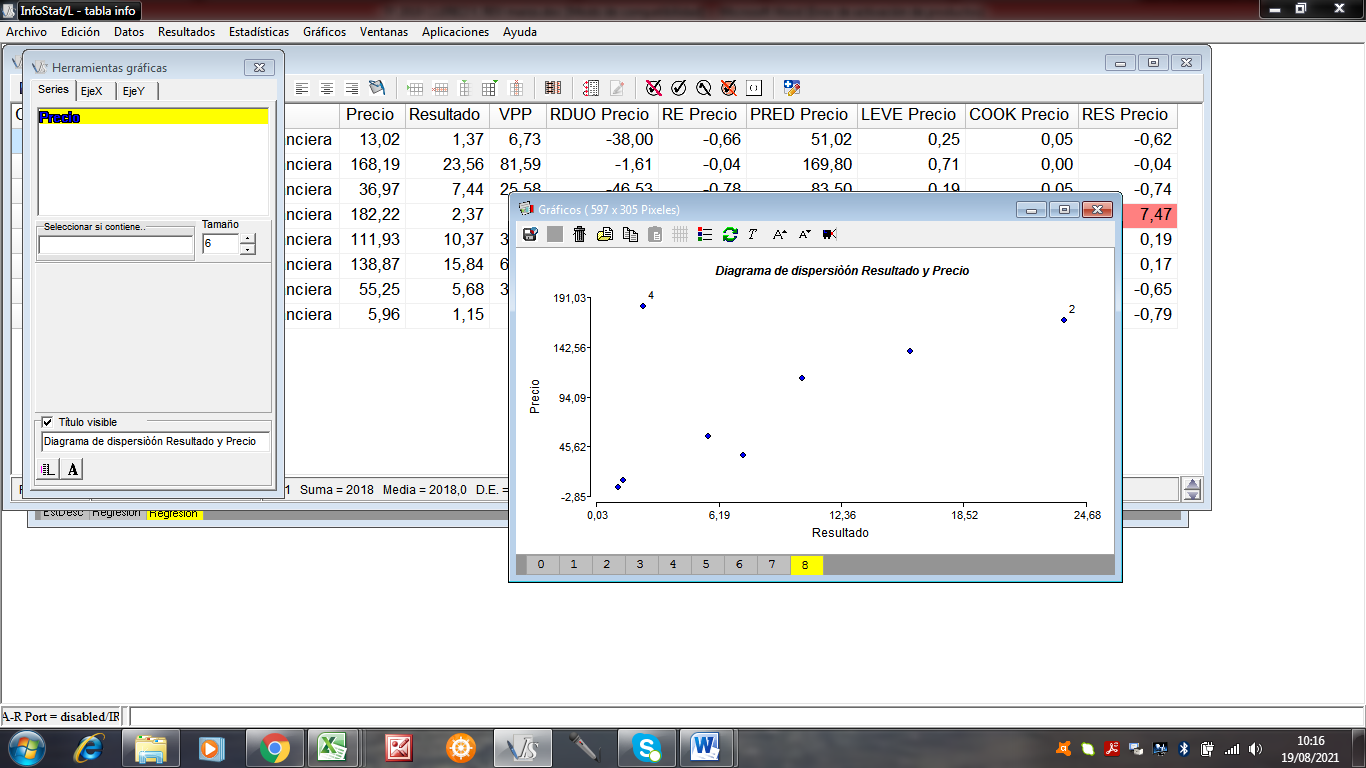 InfoStat/L - tabla info
Archivo Edición Datos Resultados Estadísticas Gráficos Ventanas Aplicaciones Ayuda
Herramientas gráficas
Series EjeX EjeY
Precio
Seleccionar si contiene..
Tamaño
6
Título visible
Diagrama de dispersiòón Resultado y Precio
A
Precio Resultado VPP RDUO Precio RE Precio PRED Precio LEVE Precio COOK Precio RES Precio
nciera 13,02 1,37 6,73 -38,00 -0,66 51,02 0,25 0,05 -0,62
nciera 168,19 23,56 81,59 -1,61 -0,04 169,80 0,71 0,00 -0,04
nciera 36,97 7,44 25,58 -46,53 -0,78 83,50 0,19 0,05 -0,74
nciera 182,22 2,37 7,47
nciera 111,93 10,37 3 0,19
nciera 138,87 15,84 6 0,17
nciera 55,25 5,68 3 -0,65
nciera 5,96 1,15 -0,79
Gráficos ( 597 x 305 Pixeles)
Diagrama de dispersiòón Resultado y Precio
191,03
142,56
94,09
45,62
-2,85
Precio
4
2
0,03 6,19 12,36 18,52 24,68
Resultado
0 1 2 3 4 5 6 7 8
1 Suma = 2018 Media = 2018,0 D.E. =
EstDesc Regresión Regresión
A-R Port = disabled/IR
10:16
19/08/2021